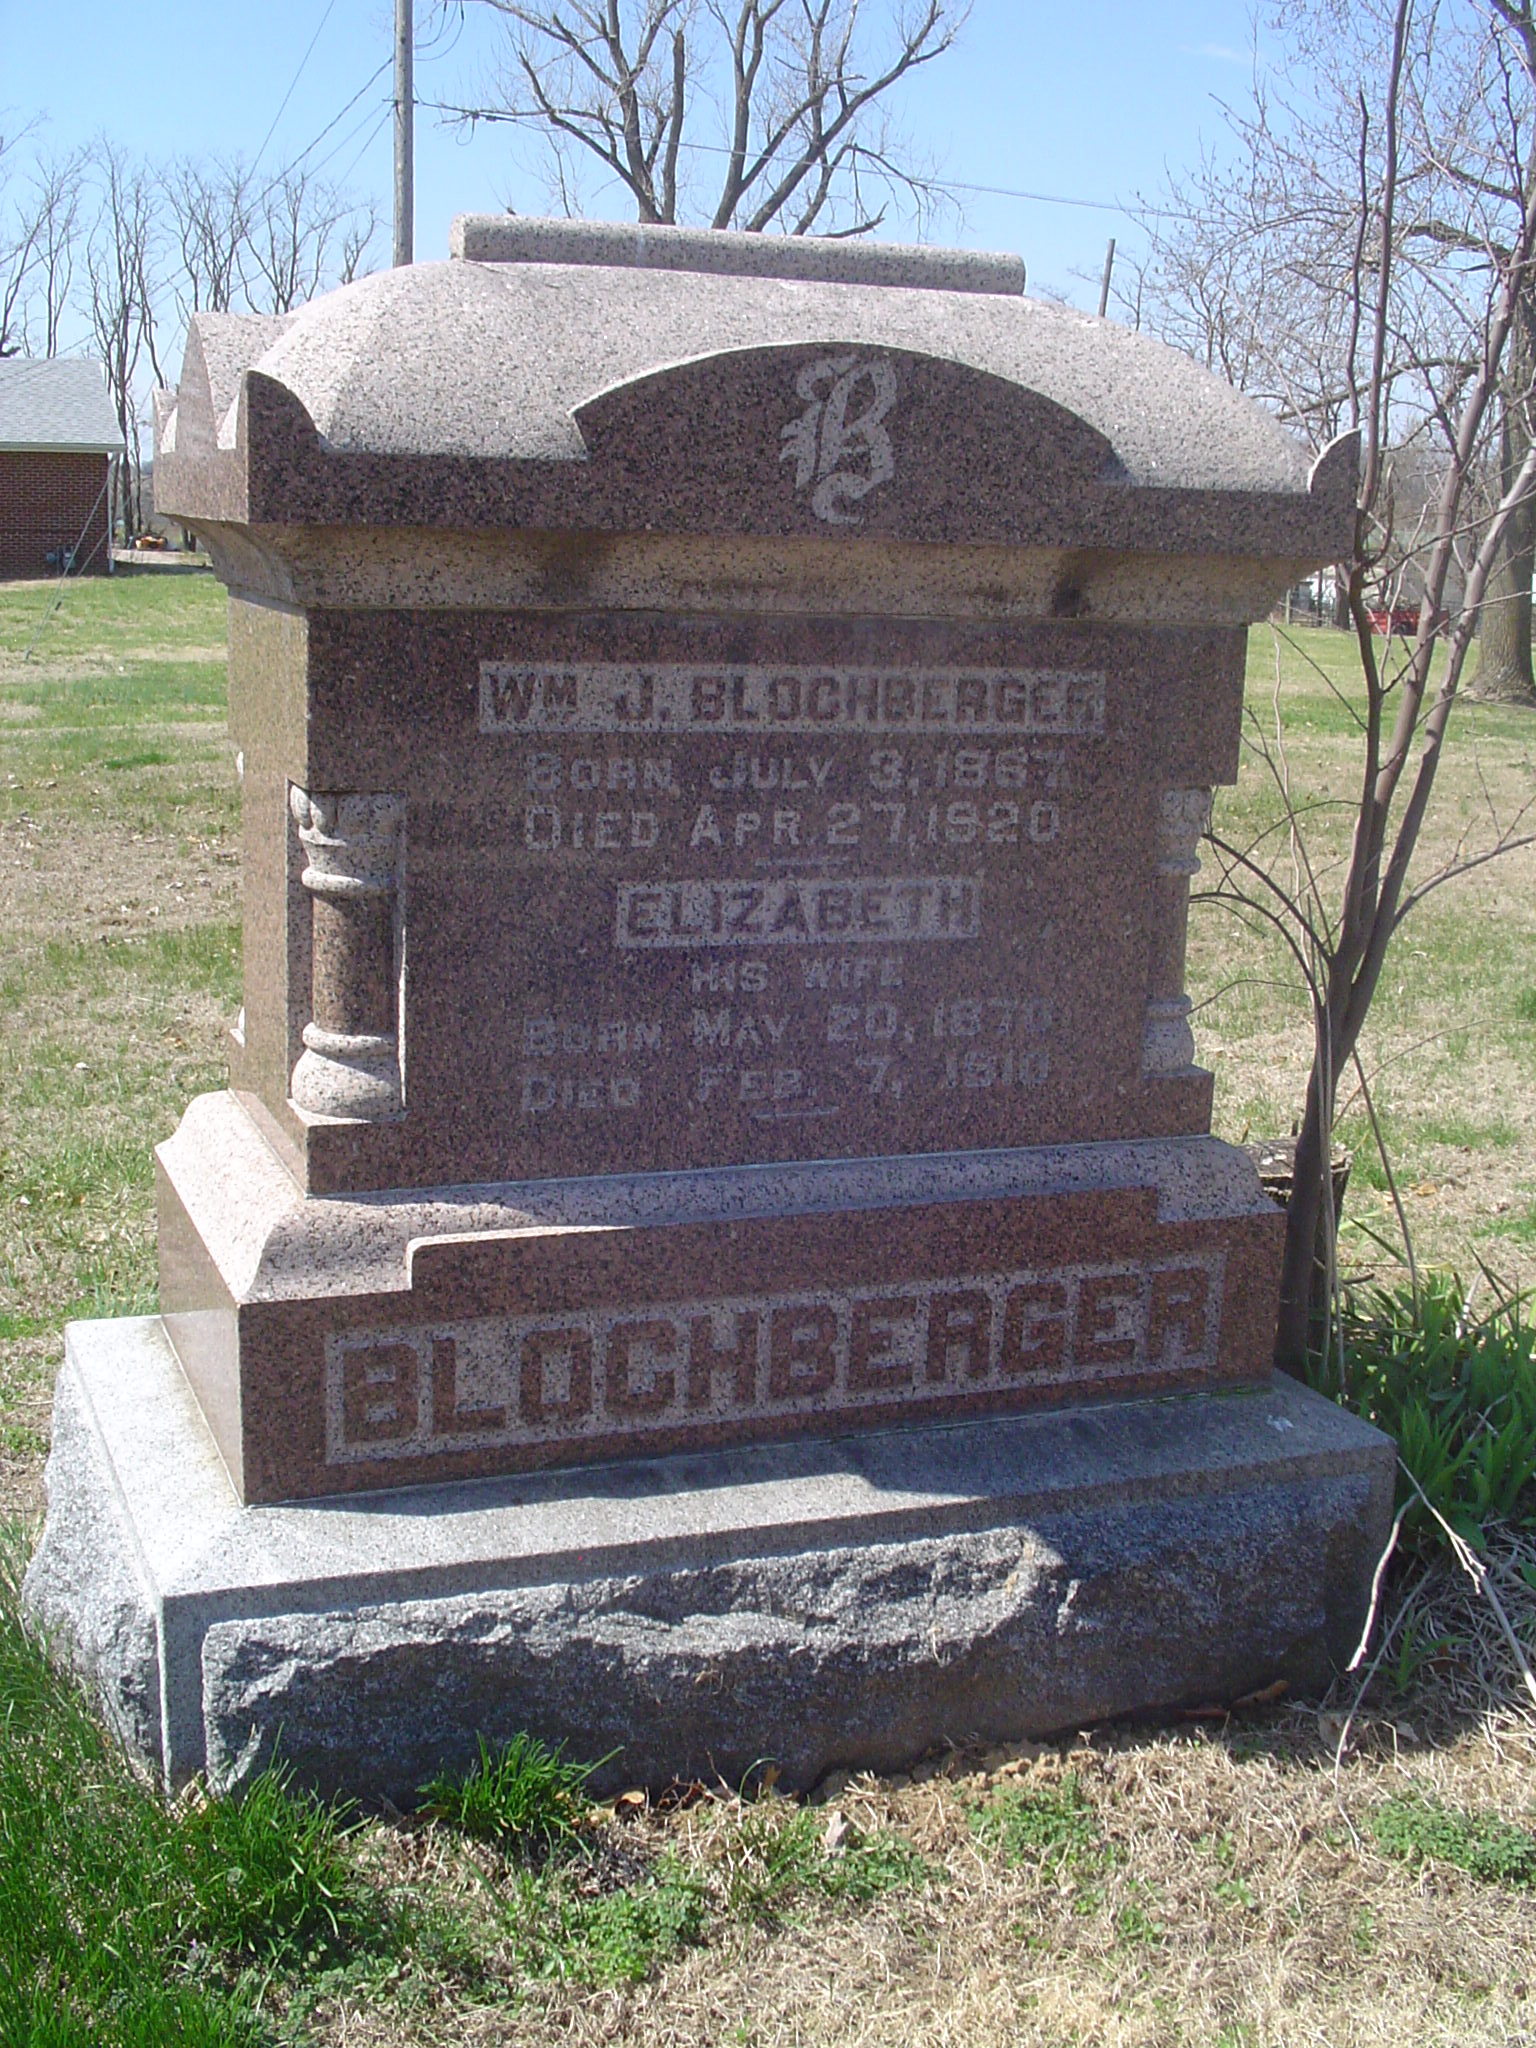 B
WM J. BLOCHBERGER
BORN, JULY 3, 1867
DIED APR. 27, 1920
ELIZABETH
HIS WIFE
BORN MAY 20, 1870
DIED FEB. 7, 1910
BLOCHBERGER